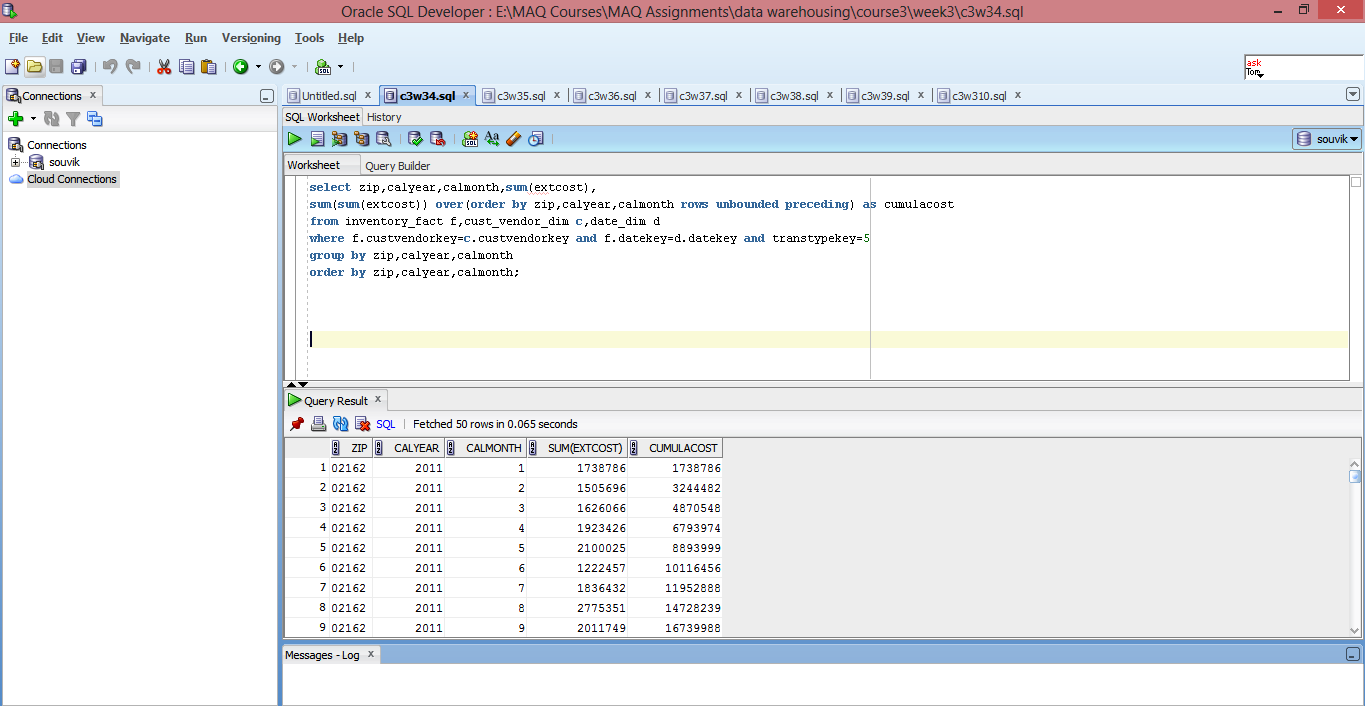 Oracle SQL Developer : E:\MAQ Courses\MAQ Assignments\data warehousing\course3\week3\c3w34.sql
File Edit View Navigate Run Versioning Tools Help
ask
Tom
Connections
Untitled.sql c3w34.sql c3w35.sql c3w36.sql c3w37.sql c3w38.sql c3w39.sql c3w310.sql
SQL Worksheet History
Connections
souvik
Cloud Connections
souvik
Worksheet Query Builder
select zip,calyear,calmonth,sum(extcost),
sum(sum(extcost)) over(order by zip,calyear,calmonth rows unbounded preceding) as cumulacost
from inventory_fact f,cust_vendor_dim c,date_dim d
where f.custvendorkey=c.custvendorkey and f.datekey=d.datekey and transtypekey=5
group by zip,calyear,calmonth
order by zip,calyear,calmonth;
Query Result
SQL | Fetched 50 rows in 0.065 seconds
ZIP CALYEAR CALMONTH SUM(EXTCOST) CUMULACOST
1 02162 2011 1 1738786 1738786
2 02162 2011 2 1505696 3244482
3 02162 2011 3 1626066 4870548
4 02162 2011 4 1923426 6793974
5 02162 2011 5 2100025 8893999
6 02162 2011 6 1222457 10116456
7 02162 2011 7 1836432 11952888
8 02162 2011 8 2775351 14728239
9 02162 2011 9 2011749 16739988
Messages - Log